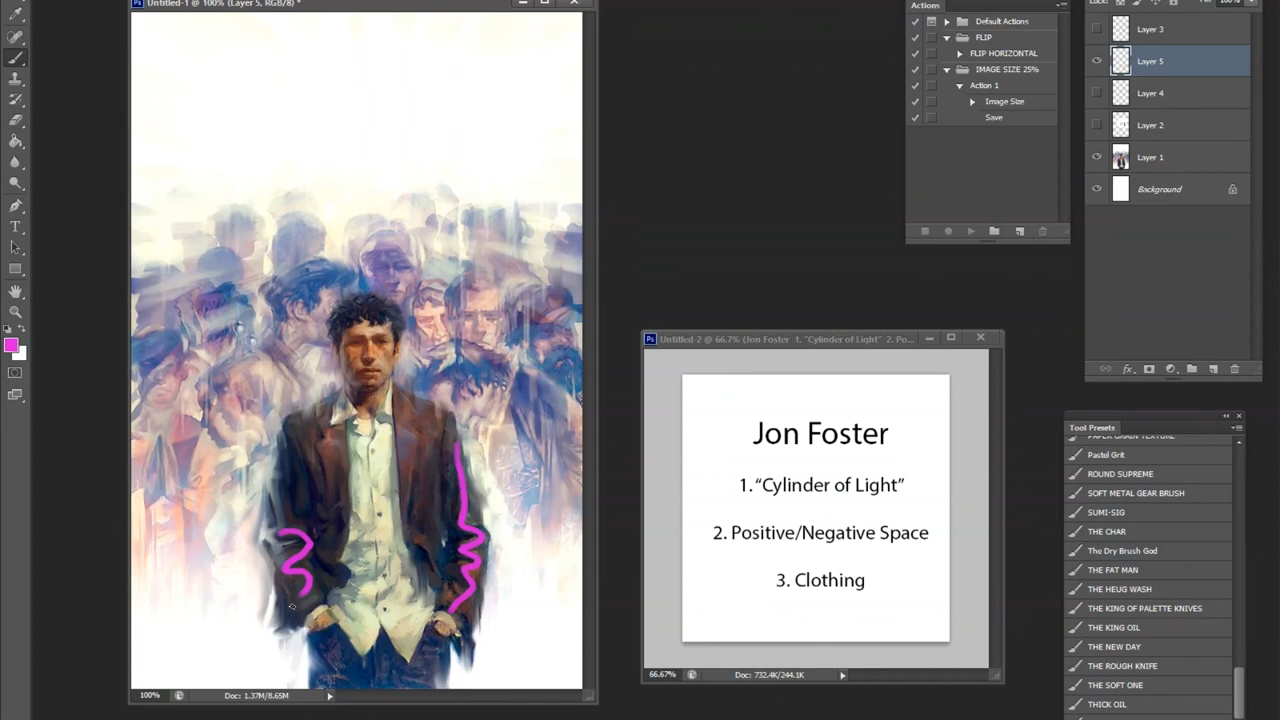 Untitled-1 @ 100% (Layer 5, RGB/8) *
100%
Doc: 1.37M/8.65M
Actions
Default Actions
FLIP
FLIP HORIZONTAL
IMAGE SIZE 25%
Action 1
Image Size
Save
Lock:
100%
Layer 3
Layer 5
Layer 4
Layer 2
Layer 1
Background
Untitled-2 @ 66.7% (Jon Foster 1. "Cylinder of Light" 2. Po...
Jon Foster
1. “Cylinder of Light”
2. Positive/Negative Space
3. Clothing
66.67%
Doc: 732.4K/244.1K
Tool Presets
PAPER GRAIN TEXTURE
Pastel Grit
ROUND SUPREME
SOFT METAL GEAR BRUSH
SUMI-SIG
THE CHAR
The Dry Brush God
THE FAT MAN
THE HEUG WASH
THE KING OF PALETTE KNIVES
THE KING OIL
THE NEW DAY
THE ROUGH KNIFE
THE SOFT ONE
THICK OIL